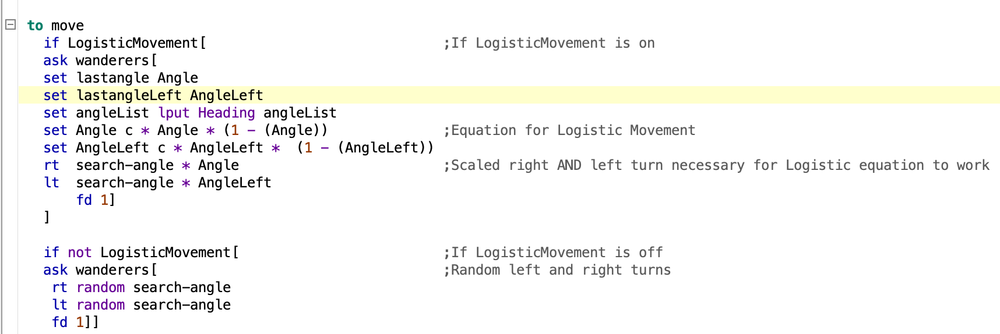 to move
if LogisticMovement[ ;If LogisticMovement is on
ask wanderers[
set lastangle Angle
set lastangleLeft AngleLeft
set angleList lput Heading angleList
set Angle c * Angle * (1 – (Angle)) ;Equation for Logistic Movement
set AngleLeft c * AngleLeft * (1 – (AngleLeft))
rt search–angle * Angle ;Scaled right AND left turn necessary for Logistic equation to work
lt search–angle * AngleLeft
fd 1]
]
if not LogisticMovement[ ;If LogisticMovement is off
ask wanderers[ ;Random left and right turns
rt random search–angle
lt random search–angle
fd 1]]